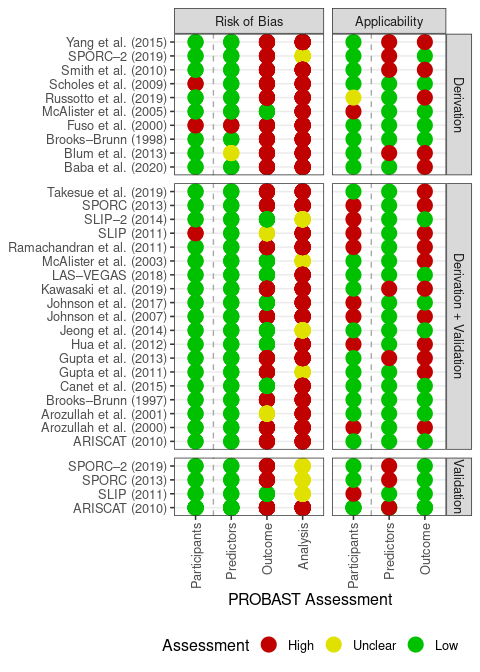 Risk of Bias
Applicability
Yang et al. (2015)
SPORC−2 (2019)
Smith et al. (2010)
Scholes et al. (2009)
Russotto et al. (2019)
McAlister et al. (2005)
Fuso et al. (2000)
Brooks−Brunn (1998)
Blum et al. (2013)
Baba et al. (2020)
Derivation
Takesue et al. (2019)
SPORC (2013)
SLIP−2 (2014)
SLIP (2011)
Ramachandran et al. (2011)
McAlister et al. (2003)
LAS−VEGAS (2018)
Kawasaki et al. (2019)
Johnson et al. (2017)
Johnson et al. (2007)
Jeong et al. (2014)
Hua et al. (2012)
Gupta et al. (2013)
Gupta et al. (2011)
Canet et al. (2015)
Brooks−Brunn (1997)
Arozullah et al. (2001)
Arozullah et al. (2000)
ARISCAT (2010)
Derivation + Validation
SPORC−2 (2019)
SPORC (2013)
SLIP (2011)
ARISCAT (2010)
Validation
Participants
Predictors
Outcome
Analysis
Participants
Predictors
Outcome
PROBAST Assessment
Assessment High Unclear Low